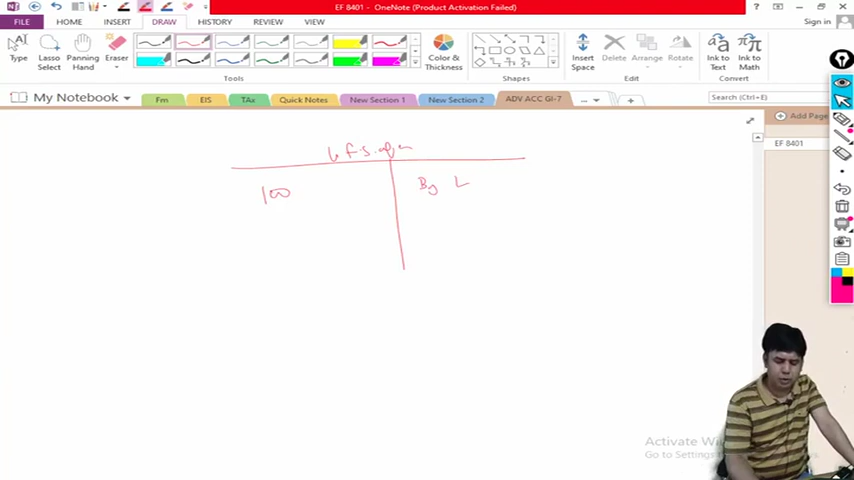 EF 8401 - OneNote (Product Activation Failed)
FILE HOME INSERT DRAW HISTORY REVIEW VIEW
Sign in
Type
Lasso Select
Panning Hand
Eraser
Color & Thickness
Insert Space
Delete
Arrange
Rotate
Ink to Text
Ink to Math
Tools
Shapes
Edit
Convert
My Notebook
Fm
EIS
TAx
Quick Notes
New Section 1
New Section 2
ADV ACC GI-7
Search (Ctrl+E)
Add Page
EF 8401
100
By L
Activate Wi
Go to Settings